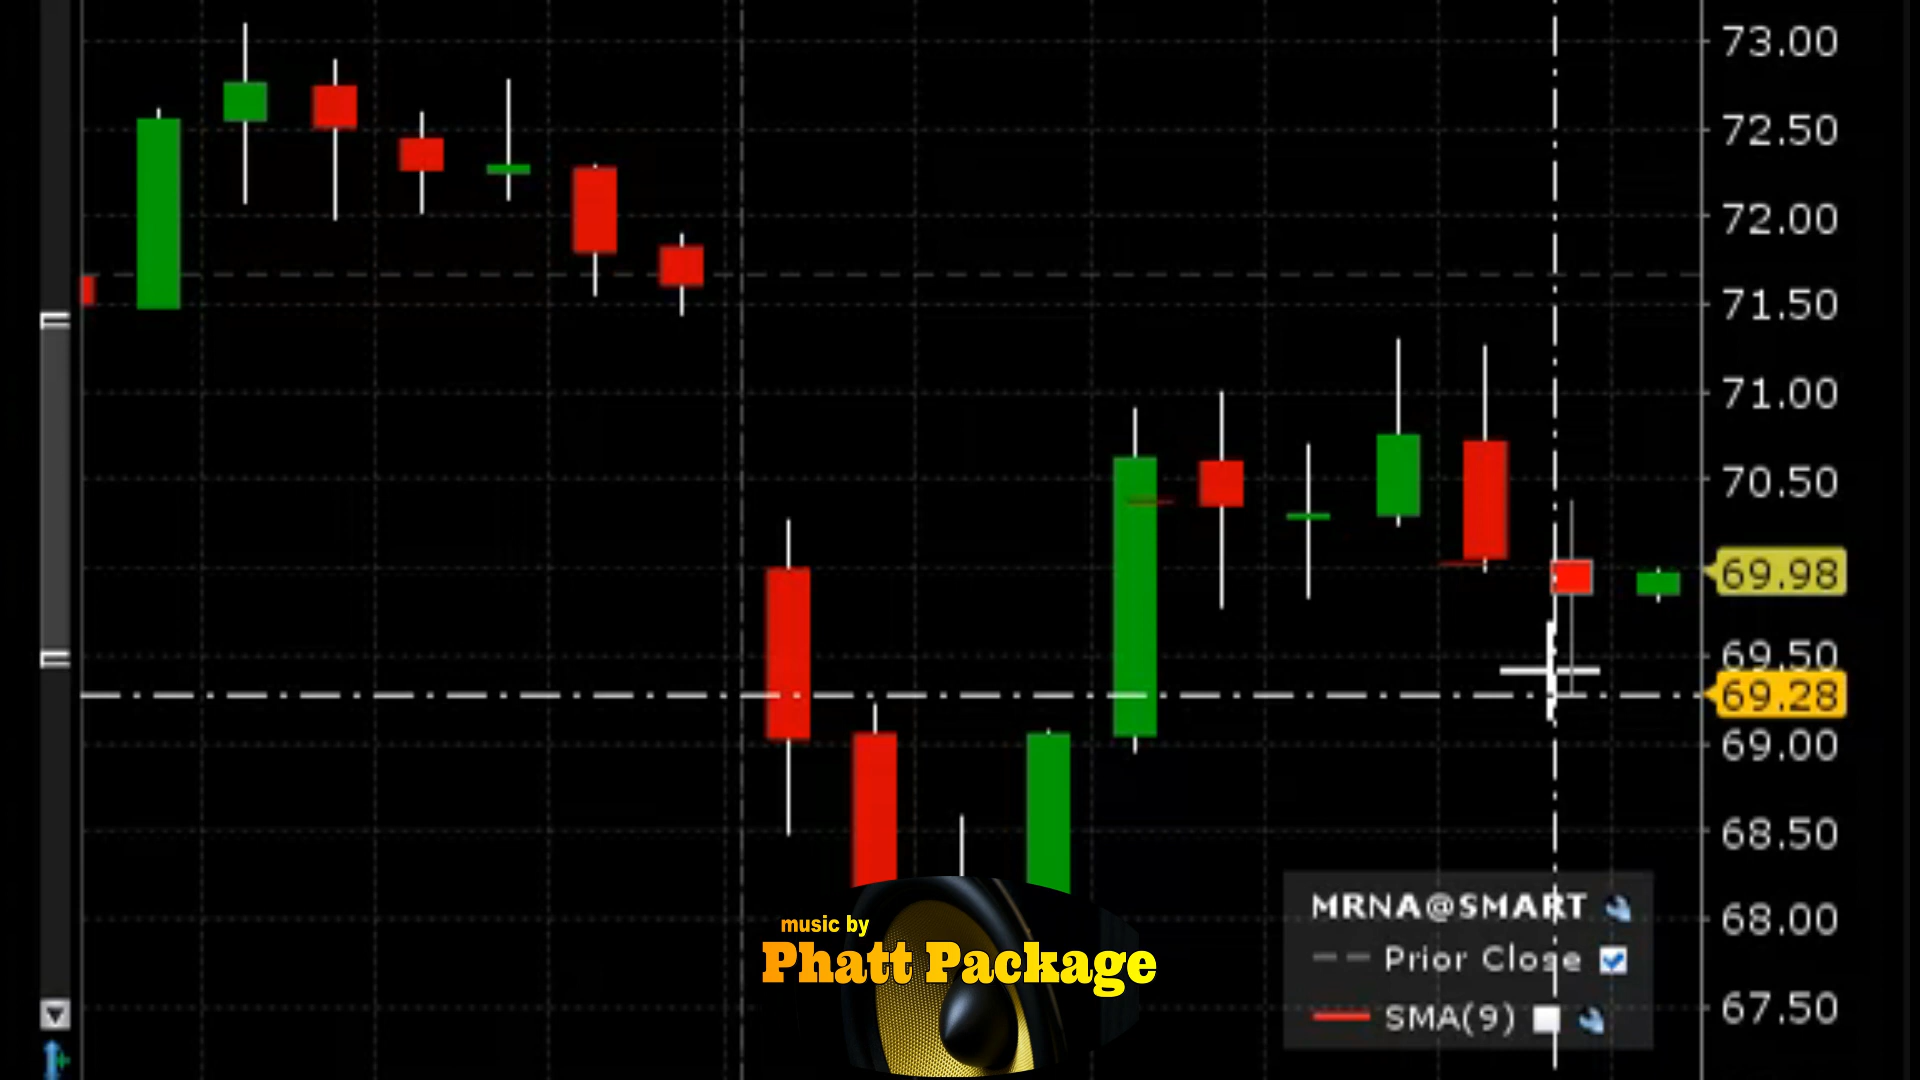 73.00
72.50
72.00
71.50
71.00
70.50
69.98
69.50
69.28
69.00
68.50
68.00
67.50
MRNA@SMART
Prior Close
SMA(9)
music by
Phatt Package